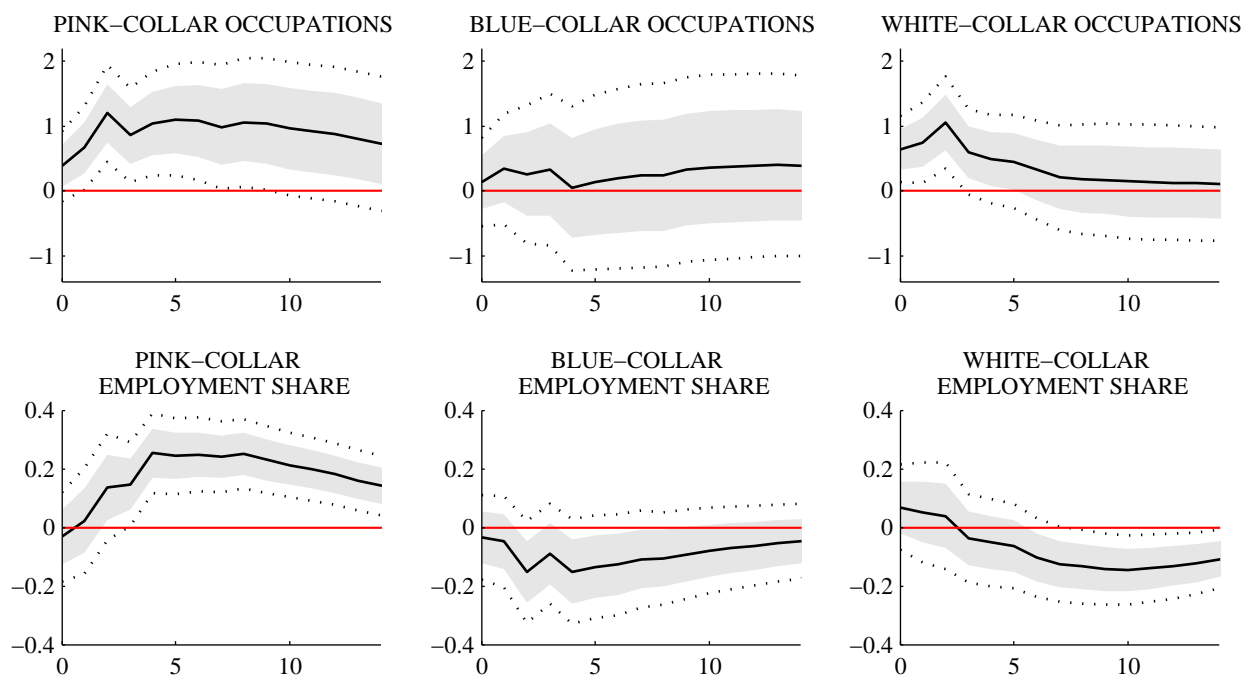 PINK–COLLAR OCCUPATIONS
BLUE–COLLAR OCCUPATIONS
WHITE–COLLAR OCCUPATIONS
2
1
0
–1
0 5 10
2
1
0
–1
0 5 10
2
1
0
–1
0 5 10
PINK–COLLAR
EMPLOYMENT SHARE
BLUE–COLLAR
EMPLOYMENT SHARE
WHITE–COLLAR
EMPLOYMENT SHARE
0.4
0.2
0
–0.2
–0.4
0 5 10
0.4
0.2
0
–0.2
–0.4
0 5 10
0.4
0.2
0
–0.2
–0.4
0 5 10